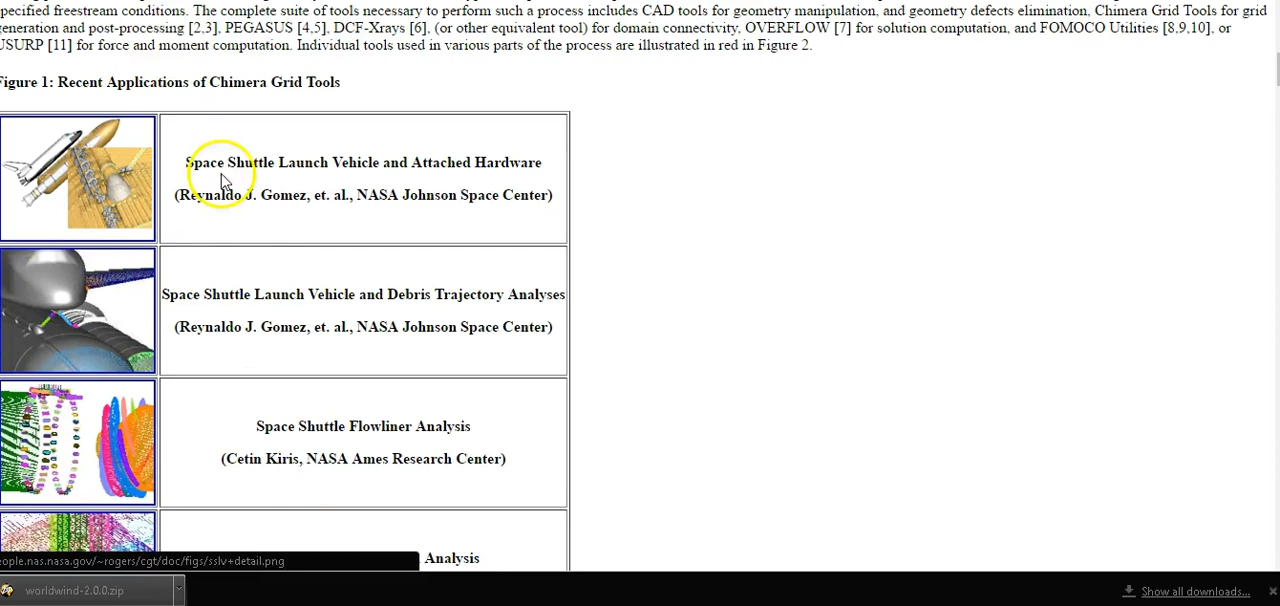 specified freestream conditions. The complete suite of tools necessary to perform such a process includes CAD tools for geometry manipulation, and geometry defects elimination, Chimera Grid Tools for grid
generation and post-processing [2,3], PEGASUS [4,5], DCF-Xrays [6], (or other equivalent tool) for domain connectivity, OVERFLOW [7] for solution computation, and FOMOCO Utilities [8,9,10], or
USURP [11] for force and moment computation. Individual tools used in various parts of the process are illustrated in red in Figure 2.
Figure 1: Recent Applications of Chimera Grid Tools
Space Shuttle Launch Vehicle and Attached Hardware
(Reynaldo J. Gomez, et. al., NASA Johnson Space Center)
Space Shuttle Launch Vehicle and Debris Trajectory Analyses
(Reynaldo J. Gomez, et. al., NASA Johnson Space Center)
Space Shuttle Flowliner Analysis
(Cetin Kiris, NASA Ames Research Center)
Analysis
eople.nas.nasa.gov/~rogers/cgt/doc/figs/sslv+detail.png
worldwind-2.0.0.zip
Show all downloads...